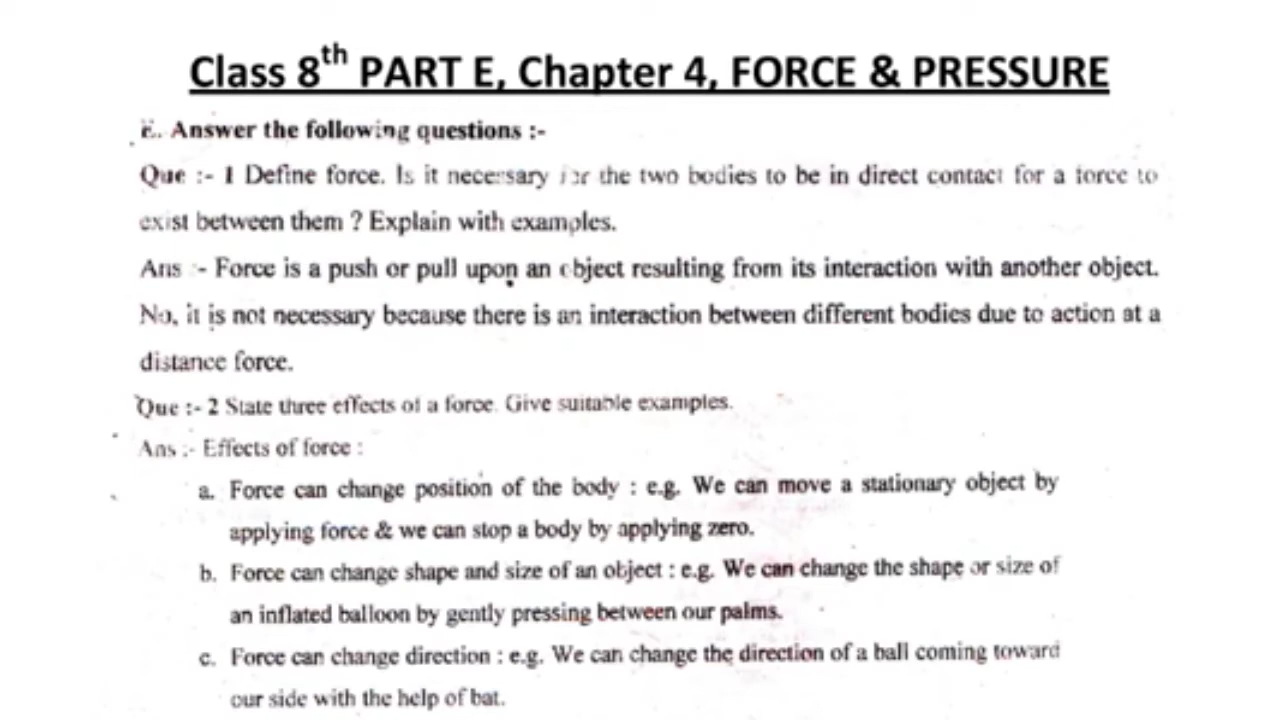 Class 8th PART E, Chapter 4, FORCE & PRESSURE
E. Answer the following questions :-
Que :- 1 Define force. Is it necessary for the two bodies to be in direct contact for a force to
exist between them ? Explain with examples.
Ans :- Force is a push or pull upon an object resulting from its interaction with another object.
No, it is not necessary because there is an interaction between different bodies due to action at a
distance force.
Que :- 2 State three effects of a force. Give suitable examples.
Ans :- Effects of force :
a. Force can change position of the body : e.g. We can move a stationary object by
applying force & we can stop a body by applying zero.
b. Force can change shape and size of an object : e.g. We can change the shape or size of
an inflated balloon by gently pressing between our palms.
c. Force can change direction : e.g. We can change the direction of a ball coming toward
our side with the help of bat.